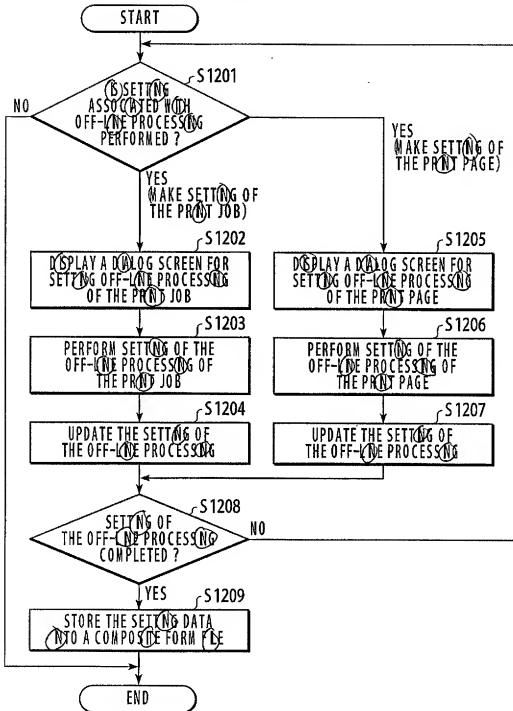 START
S1201
IS SETTING
ASSOCIATED WITH
OFF-LINE PROCESSING
PERFORMED ?
NO
YES
(MAKE SETTING OF
THE PRINT JOB)
YES
(MAKE SETTING OF
THE PRINT PAGE)
S1202
DISPLAY A DIALOG SCREEN FOR
SETTING OFF-LINE PROCESSING
OF THE PRINT JOB
S1205
DISPLAY A DIALOG SCREEN FOR
SETTING OFF-LINE PROCESSING
OF THE PRINT PAGE
S1203
PERFORM SETTING OF THE
OFF-LINE PROCESSING OF
THE PRINT JOB
S1206
PERFORM SETTING OF THE
OFF-LINE PROCESSING OF
THE PRINT PAGE
S1204
UPDATE THE SETTING OF
THE OFF-LINE PROCESSING
S1207
UPDATE THE SETTING OF
THE OFF-LINE PROCESSING
S1208
SETTING OF
THE OFF-LINE PROCESSING
COMPLETED ?
NO
YES
S1209
STORE THE SETTING DATA
INTO A COMPOSITE FORM FILE
END